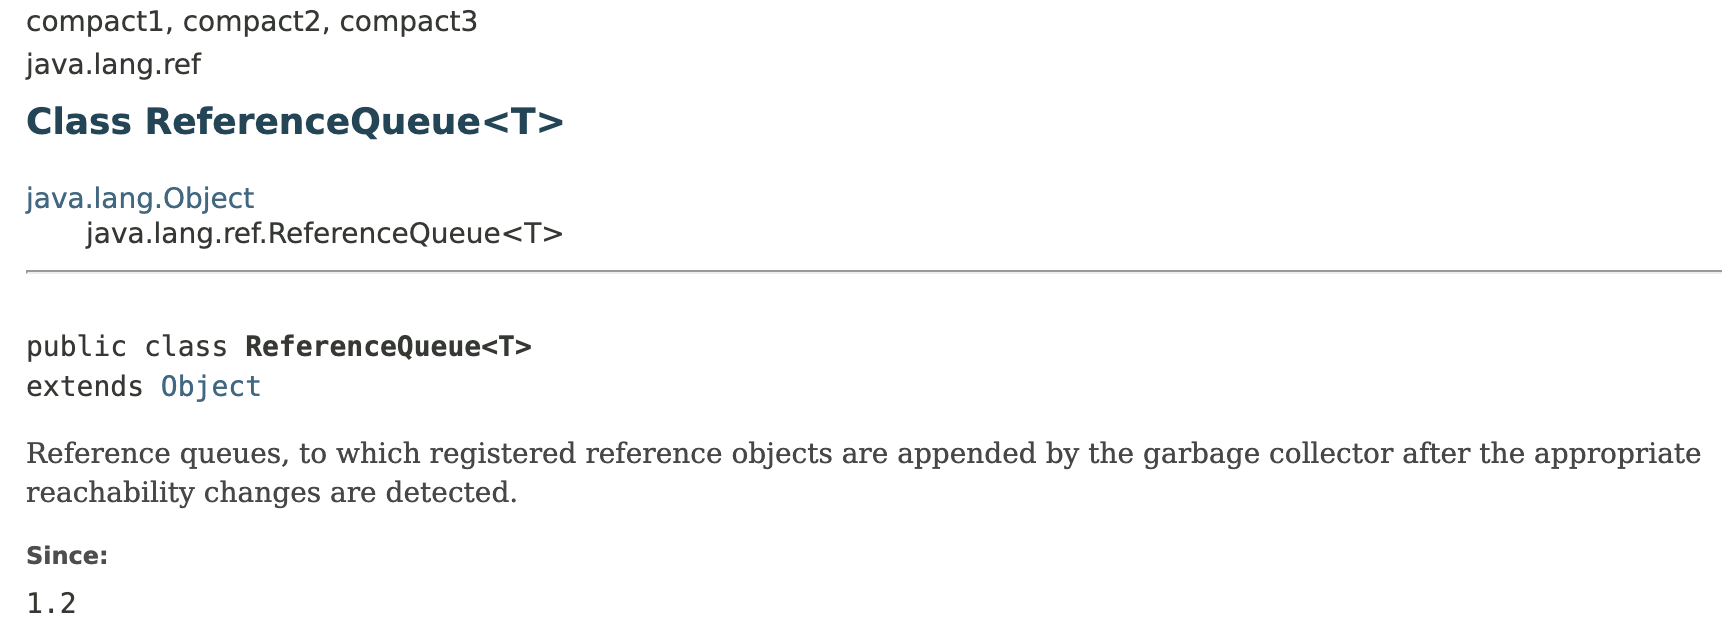 compact1, compact2, compact3
java.lang.ref
Class ReferenceQueue<T>
java.lang.Object
java.lang.ref.ReferenceQueue<T>
public class ReferenceQueue<T>
extends Object
Reference queues, to which registered reference objects are appended by the garbage collector after the appropriate
reachability changes are detected.
Since:
1.2